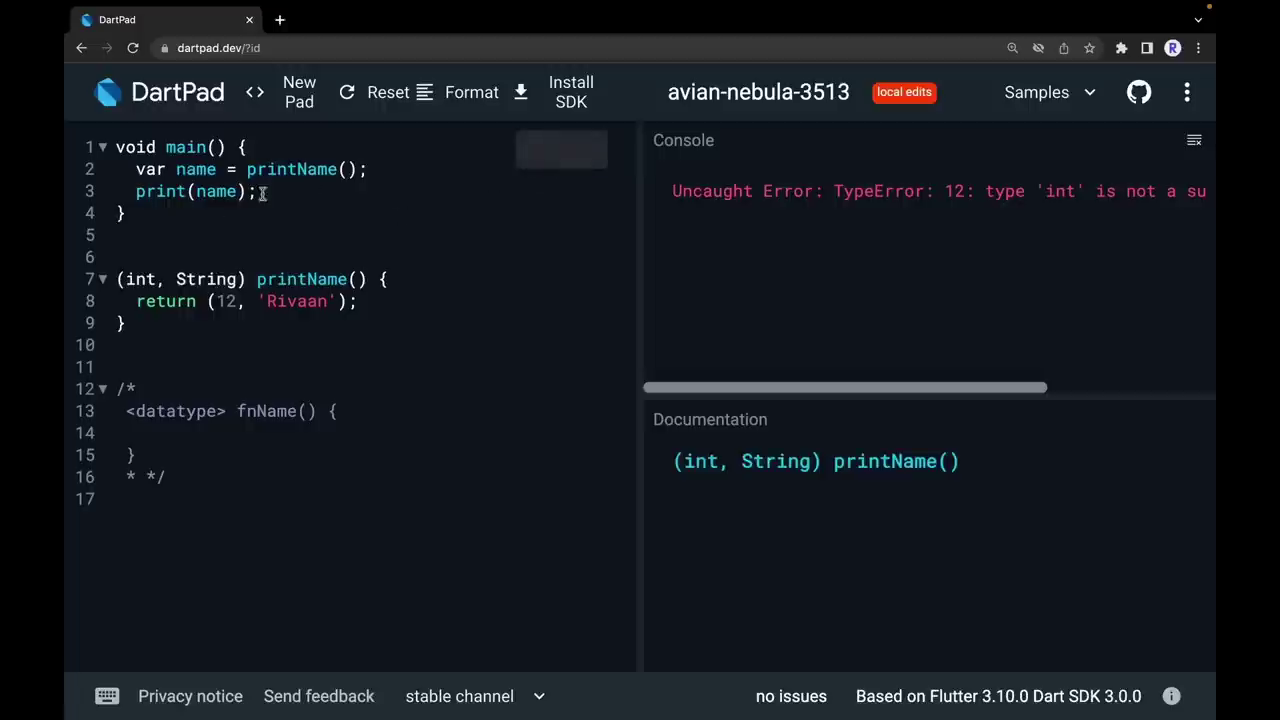 DartPad
dartpad.dev/?id
R
DartPad
<> New Pad
Reset
Format
Install SDK
avian-nebula-3513
local edits
Samples
1 void main() {
2 var name = printName();
3 print(name);
4 }
5
6
7 (int, String) printName() {
8 return (12, 'Rivaan');
9 }
10
11
12 /*
13 <datatype> fnName() {
14
15 }
16 * */
17
Console
Uncaught Error: TypeError: 12: type 'int' is not a su
Documentation
(int, String) printName()
Privacy notice
Send feedback
stable channel
no issues
Based on Flutter 3.10.0 Dart SDK 3.0.0